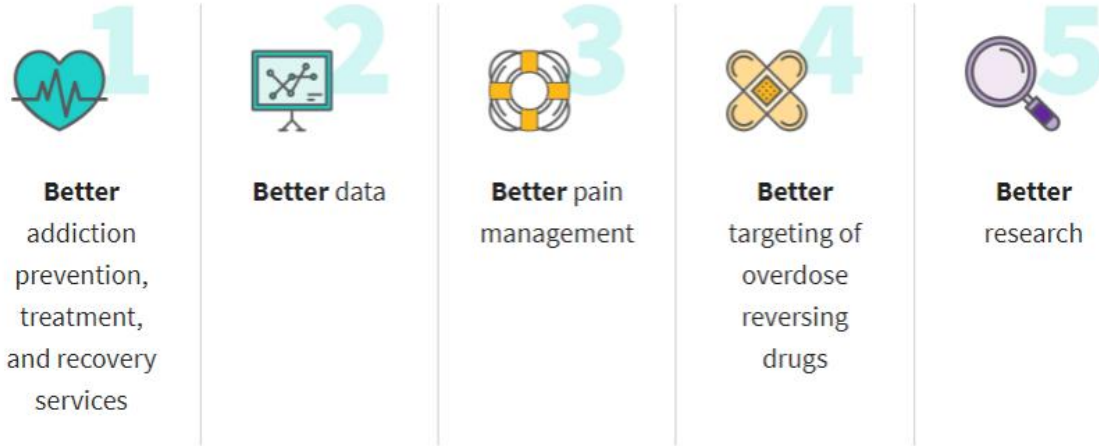 1
Better
addiction
prevention,
treatment,
and recovery
services
2
Better data
3
Better pain
management
4
Better
targeting of
overdose
reversing
drugs
5
Better
research